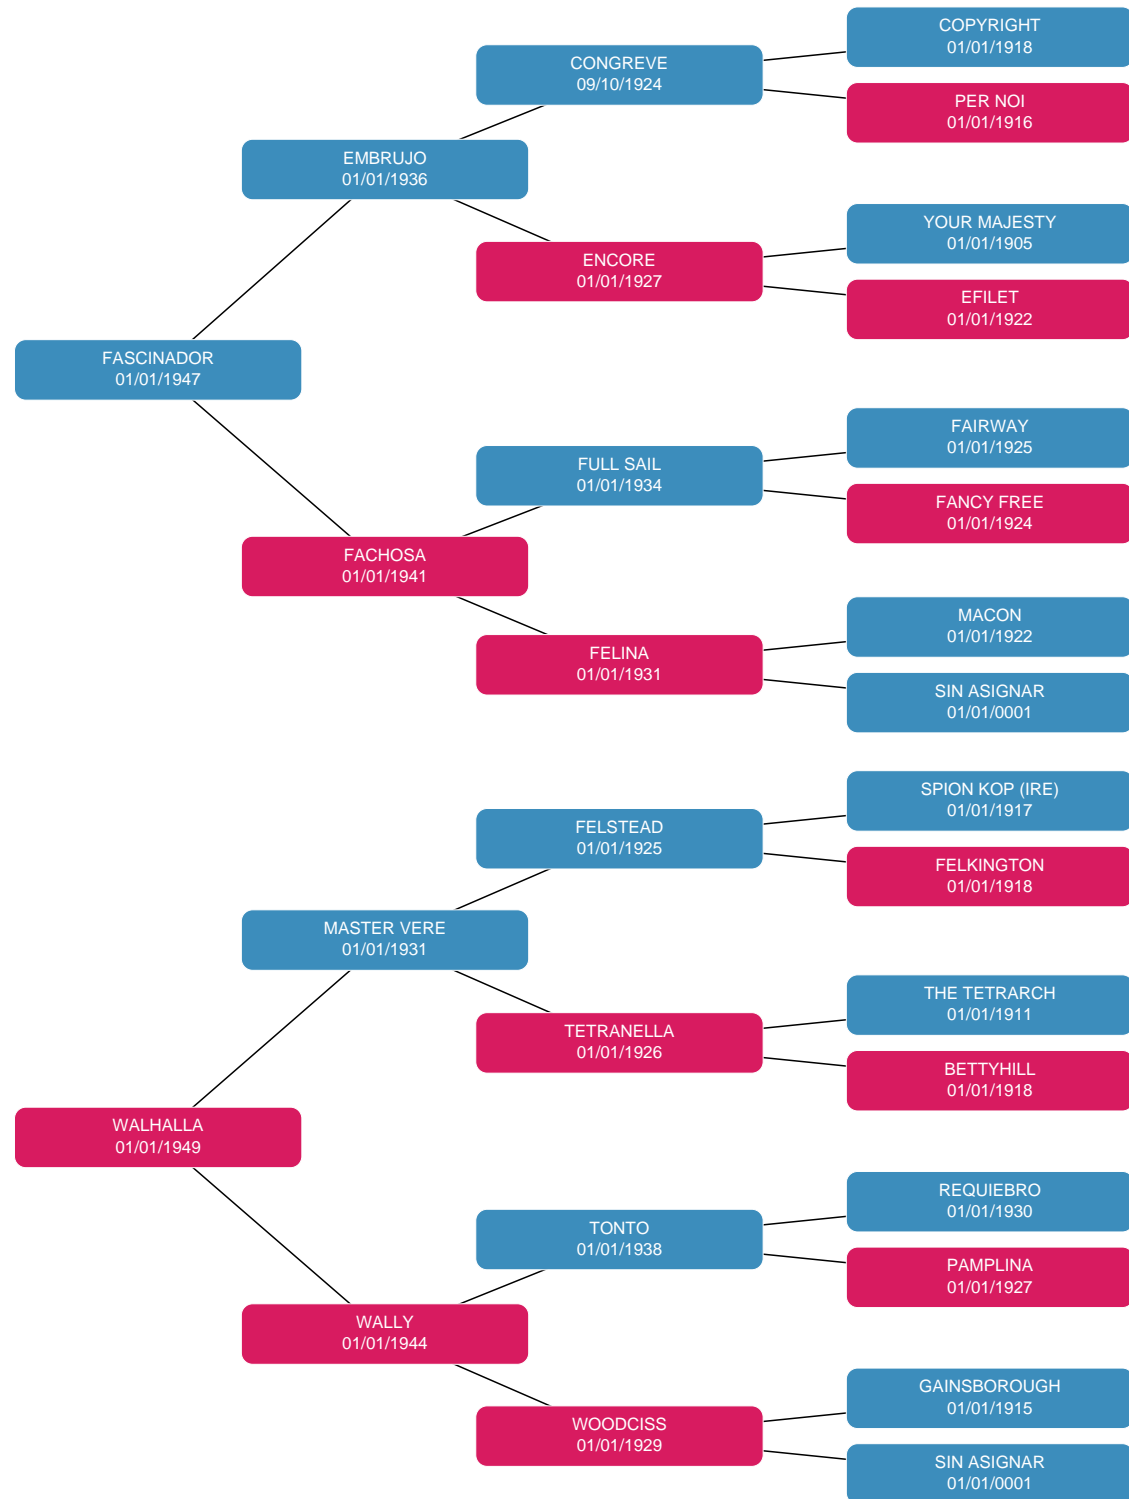 COPYRIGHT
01/01/1918
CONGREVE
09/10/1924
PER NOI
01/01/1916
EMBRUJO
01/01/1936
YOUR MAJESTY
01/01/1905
ENCORE
01/01/1927
EFILET
01/01/1922
FASCINADOR
01/01/1947
FAIRWAY
01/01/1925
FULL SAIL
01/01/1934
FANCY FREE
01/01/1924
FACHOSA
01/01/1941
MACON
01/01/1922
FELINA
01/01/1931
SIN ASIGNAR
01/01/0001
SPION KOP (IRE)
01/01/1917
FELSTEAD
01/01/1925
FELKINGTON
01/01/1918
MASTER VERE
01/01/1931
THE TETRARCH
01/01/1911
TETRANELLA
01/01/1926
BETTYHILL
01/01/1918
WALHALLA
01/01/1949
REQUIEBRO
01/01/1930
TONTO
01/01/1938
PAMPLINA
01/01/1927
WALLY
01/01/1944
GAINSBOROUGH
01/01/1915
WOODCISS
01/01/1929
SIN ASIGNAR
01/01/0001